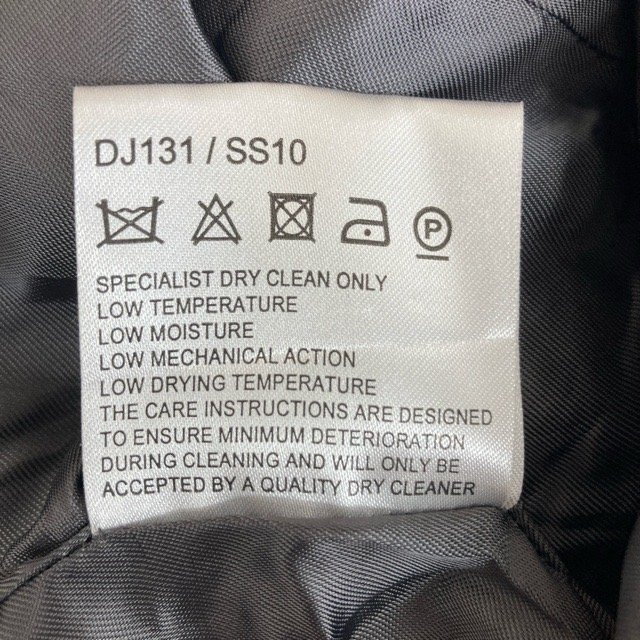 DJ131 / SS10
P
SPECIALIST DRY CLEAN ONLY
LOW TEMPERATURE
LOW MOISTURE
LOW MECHANICAL ACTION
LOW DRYING TEMPERATURE
THE CARE INSTRUCTIONS ARE DESIGNED
TO ENSURE MINIMUM DETERIORATION
DURING CLEANING AND WILL ONLY BE
ACCEPTED BY A QUALITY DRY CLEANER